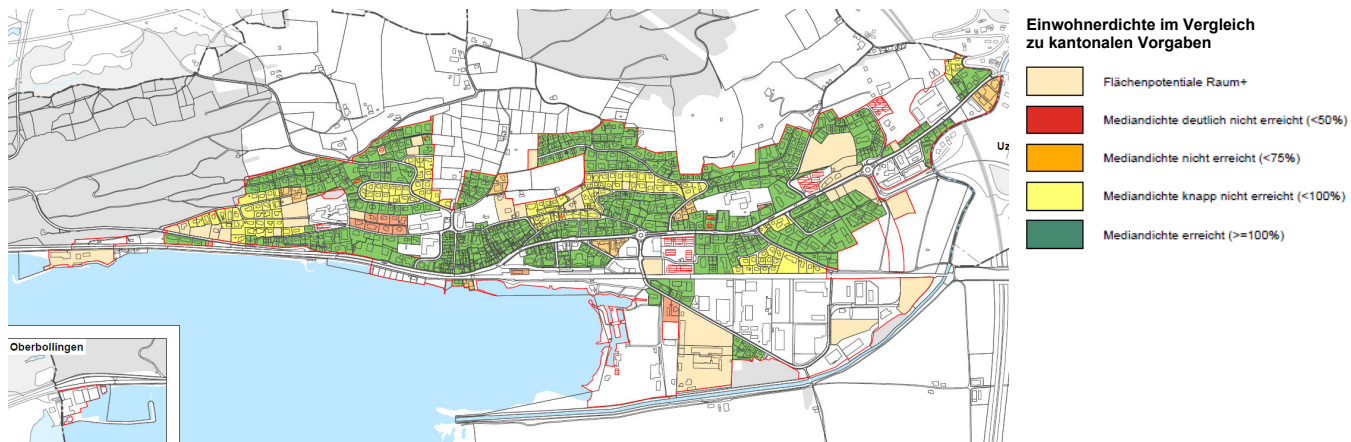 Einwohnerdichte im Vergleich
zu kantonalen Vorgaben
Flächenpotentiale Raum+
Mediandichte deutlich nicht erreicht (<50%)
Mediandichte nicht erreicht (<75%)
Mediandichte knapp nicht erreicht (<100%)
Mediandichte erreicht (>=100%)
Uz
Oberbollingen